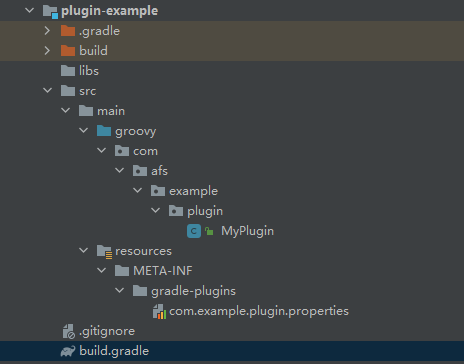 plugin-example
.gradle
build
libs
src
main
groovy
com
afs
example
plugin
MyPlugin
resources
META-INF
gradle-plugins
com.example.plugin.properties
.gitignore
build.gradle